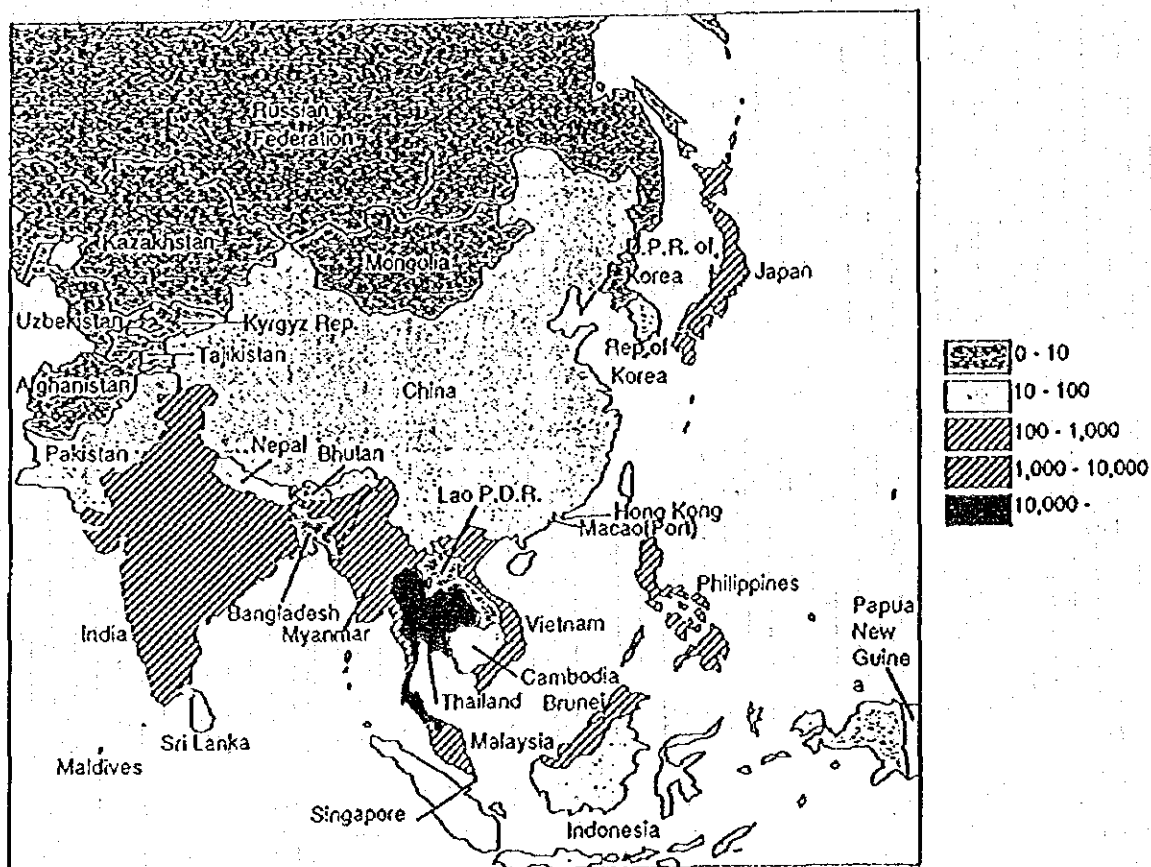 Russian
Federation
Kazakhstan
Mongolia
D.P.R. of
Korea
Japan
Uzbekistan
Kyrgyz Rep.
Tajikistan
Rep of
Korea
Afghanistan
China
0 - 10
10 - 100
100 - 1,000
1,000 - 10,000
10,000 -
Pakistan
Nepal
Bhutan
Lao P.D.R.
Hong Kong
Macao(Port)
Philippines
Bangladesh
Myanmar
India
Vietnam
Papua
New
Guine
a
Cambodia
Thailand
Brunei
Sri Lanka
Malaysia
Maldives
Singapore
Indonesia